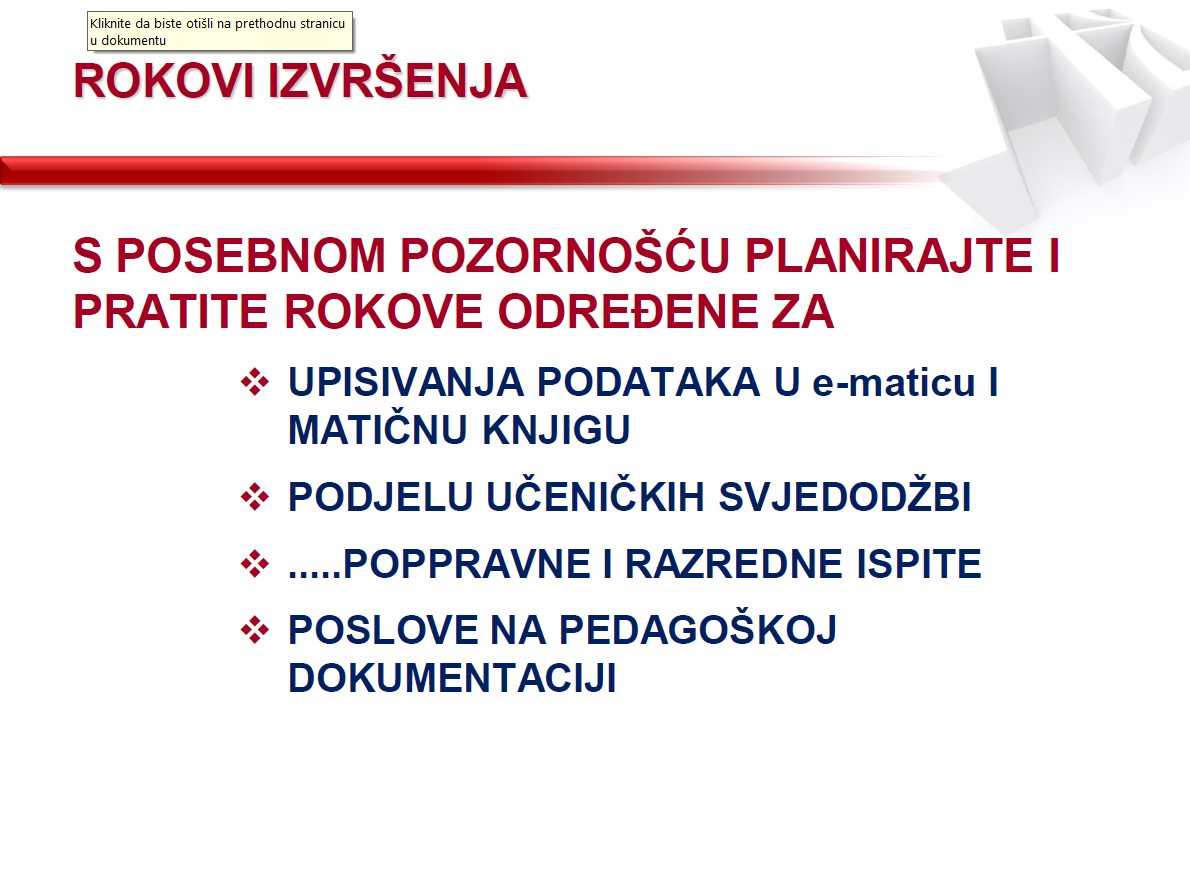 Kliknite da biste otišli na prethodnu stranicu
u dokumentu
ROKOVI IZVRŠENJA
S POSEBNOM POZORNOŠĆU PLANIRAJTE I
PRATITE ROKOVE ODREĐENE ZA
❖ UPISIVANJA PODATAKA U e-maticu I
MATIČNU KNJIGU
❖ PODJELU UČENIČKIH SVJEDODŽBI
❖ .....POPPRAVNE I RAZREDNE ISPITE
❖ POSLOVE NA PEDAGOŠKOJ
DOKUMENTACIJI